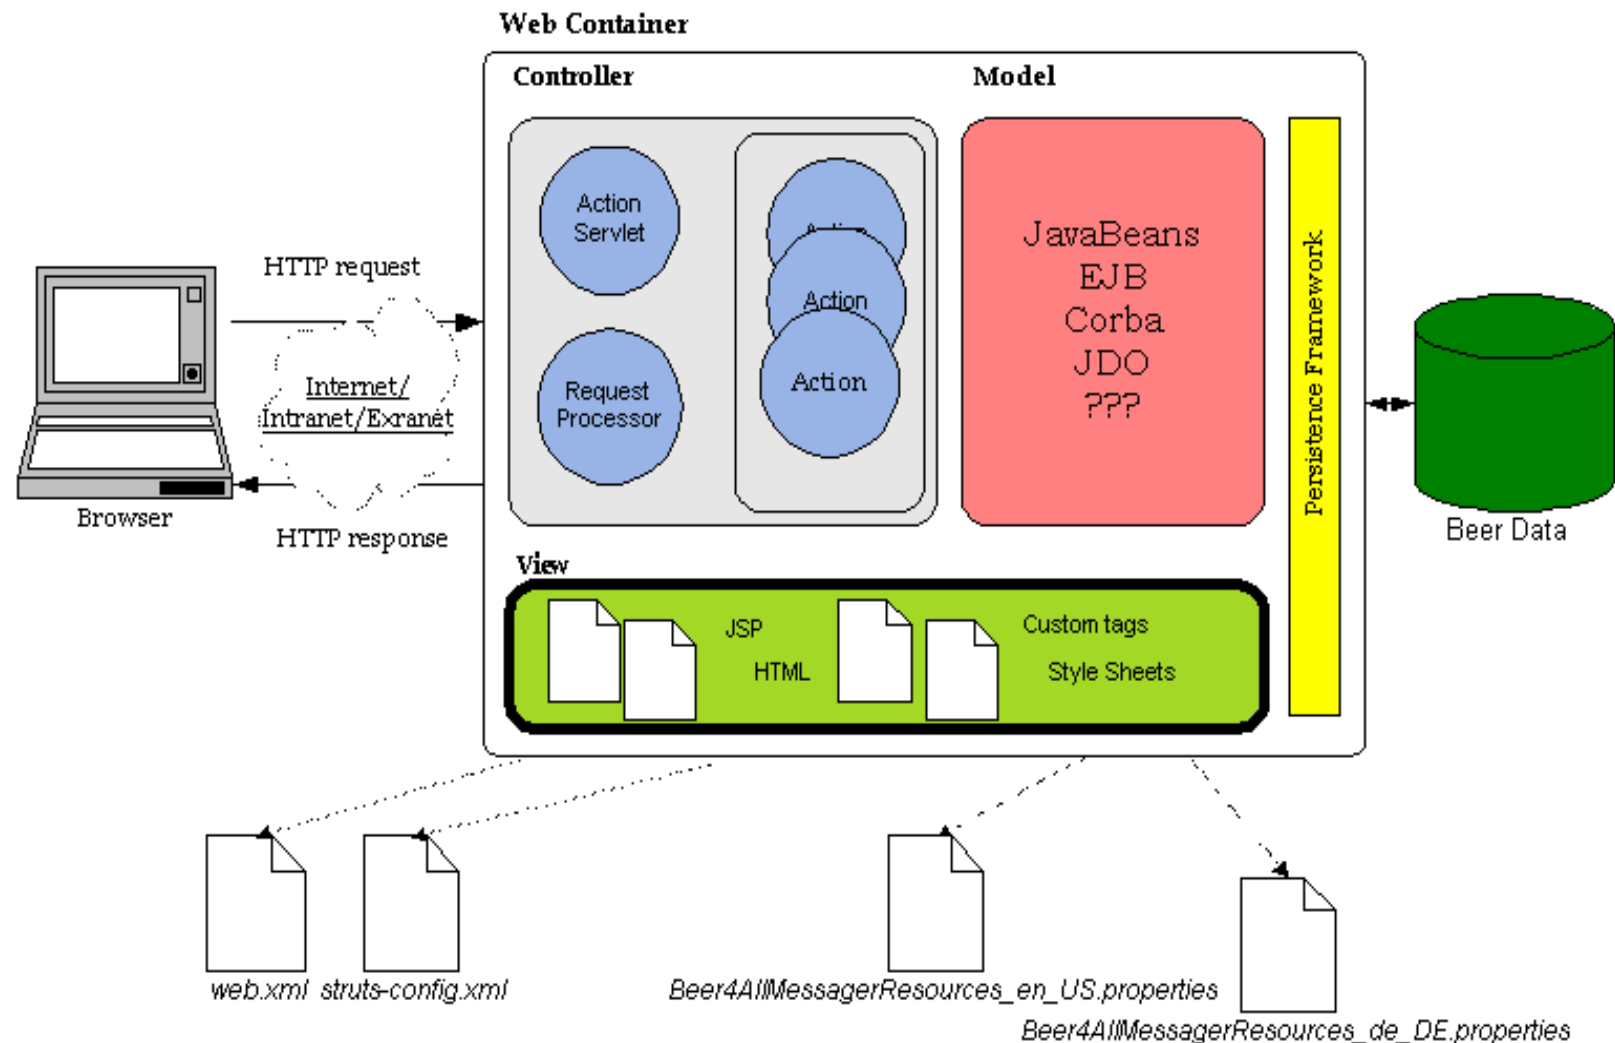 Web Container
Controller
Model
Action
Servlet
Action
Action
Action
Request
Processor
JavaBeans
EJB
Corba
JDO
???
Persistence Framework
HTTP request
Internet/
Intranet/Exranet
HTTP response
Browser
Beer Data
View
JSP
HTML
Custom tags
Style Sheets
web.xml
struts-config.xml
Beer4AllMessagerResources_en_US.properties
Beer4AllMessagerResources_de_DE.properties